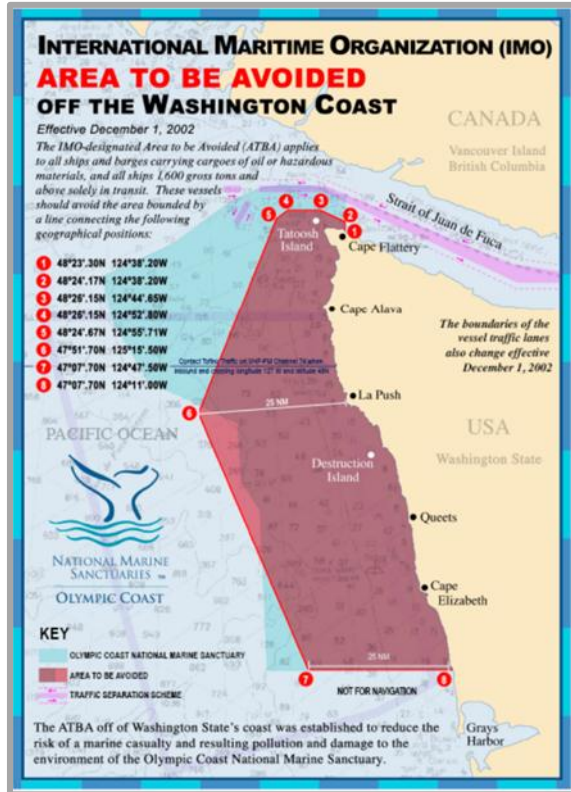 INTERNATIONAL MARITIME ORGANIZATION (IMO)
AREA TO BE AVOIDED
OFF THE WASHINGTON COAST
Effective December 1, 2002
The IMO-designated Area to be Avoided (ATBA) applies
to all ships and barges carrying cargoes of oil or hazardous
materials, and all ships 1,600 gross tons and
above solely in transit. These vessels
should avoid the area bounded by
a line connecting the following
geographical positions:
1 48°23'.30N 124°38'.20W
2 48°24'.17N 124°38'.20W
3 48°26'.15N 124°44'.65W
4 48°26'.15N 124°52'.80W
5 48°24'.67N 124°55'.71W
6 47°51'.70N 125°15'.50W
7 47°07'.70N 124°47'.50W
8 47°07'.70N 124°11'.00W
CANADA
Vancouver Island
British Columbia
Strait of Juan de Fuca
4
3
5
2
1
Tatoosh
Island
Cape Flattery
Cape Alava
The boundaries of the
vessel traffic lanes
also change effective
December 1, 2002
La Push
25 NM
6
PACIFIC OCEAN
USA
Washington State
Destruction
Island
Queets
Cape
Elizabeth
NATIONAL MARINE
SANCTUARIES
OLYMPIC COAST
KEY
OLYMPIC COAST NATIONAL MARINE SANCTUARY
AREA TO BE AVOIDED
TRAFFIC SEPARATION SCHEME
25 NM
7
8
NOT FOR NAVIGATION
Grays
Harbor
The ATBA off of Washington State's coast was established to reduce the
risk of a marine casualty and resulting pollution and damage to the
environment of the Olympic Coast National Marine Sanctuary.